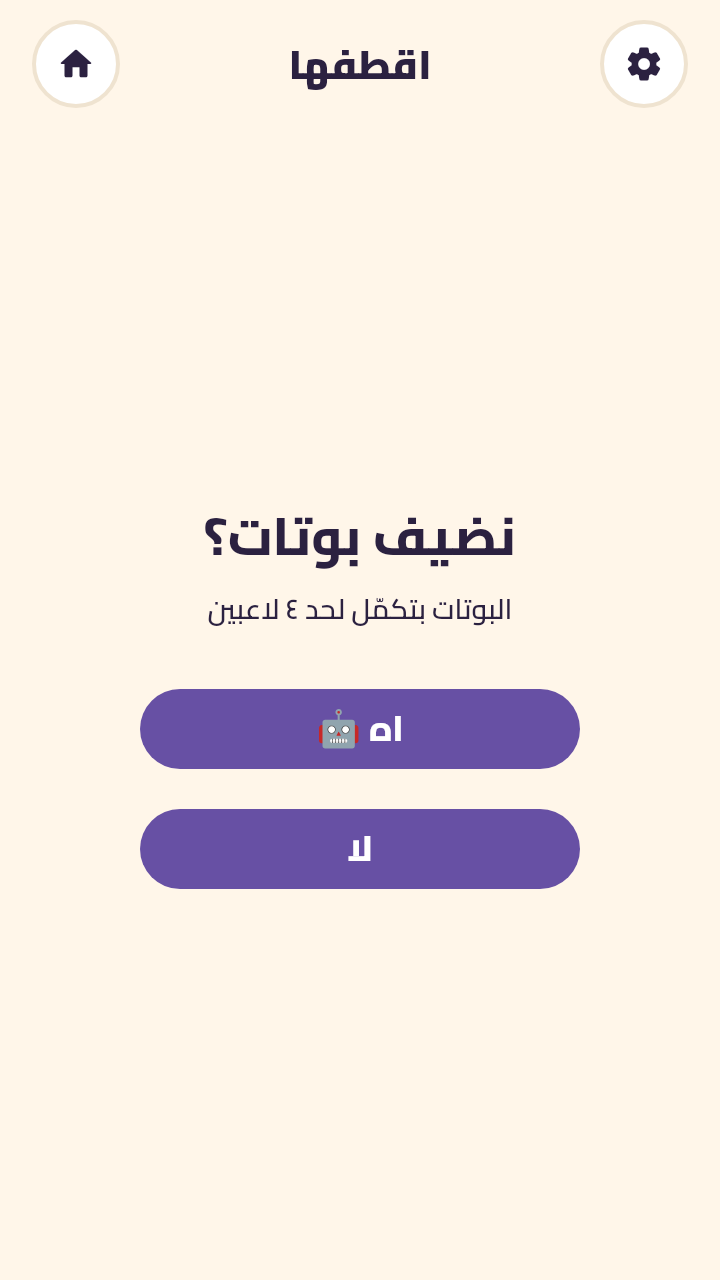 اقطفها
نضيف بوتات؟
البوتات بتكمّل لحد ٤ لاعبين
اه 🤖
لا